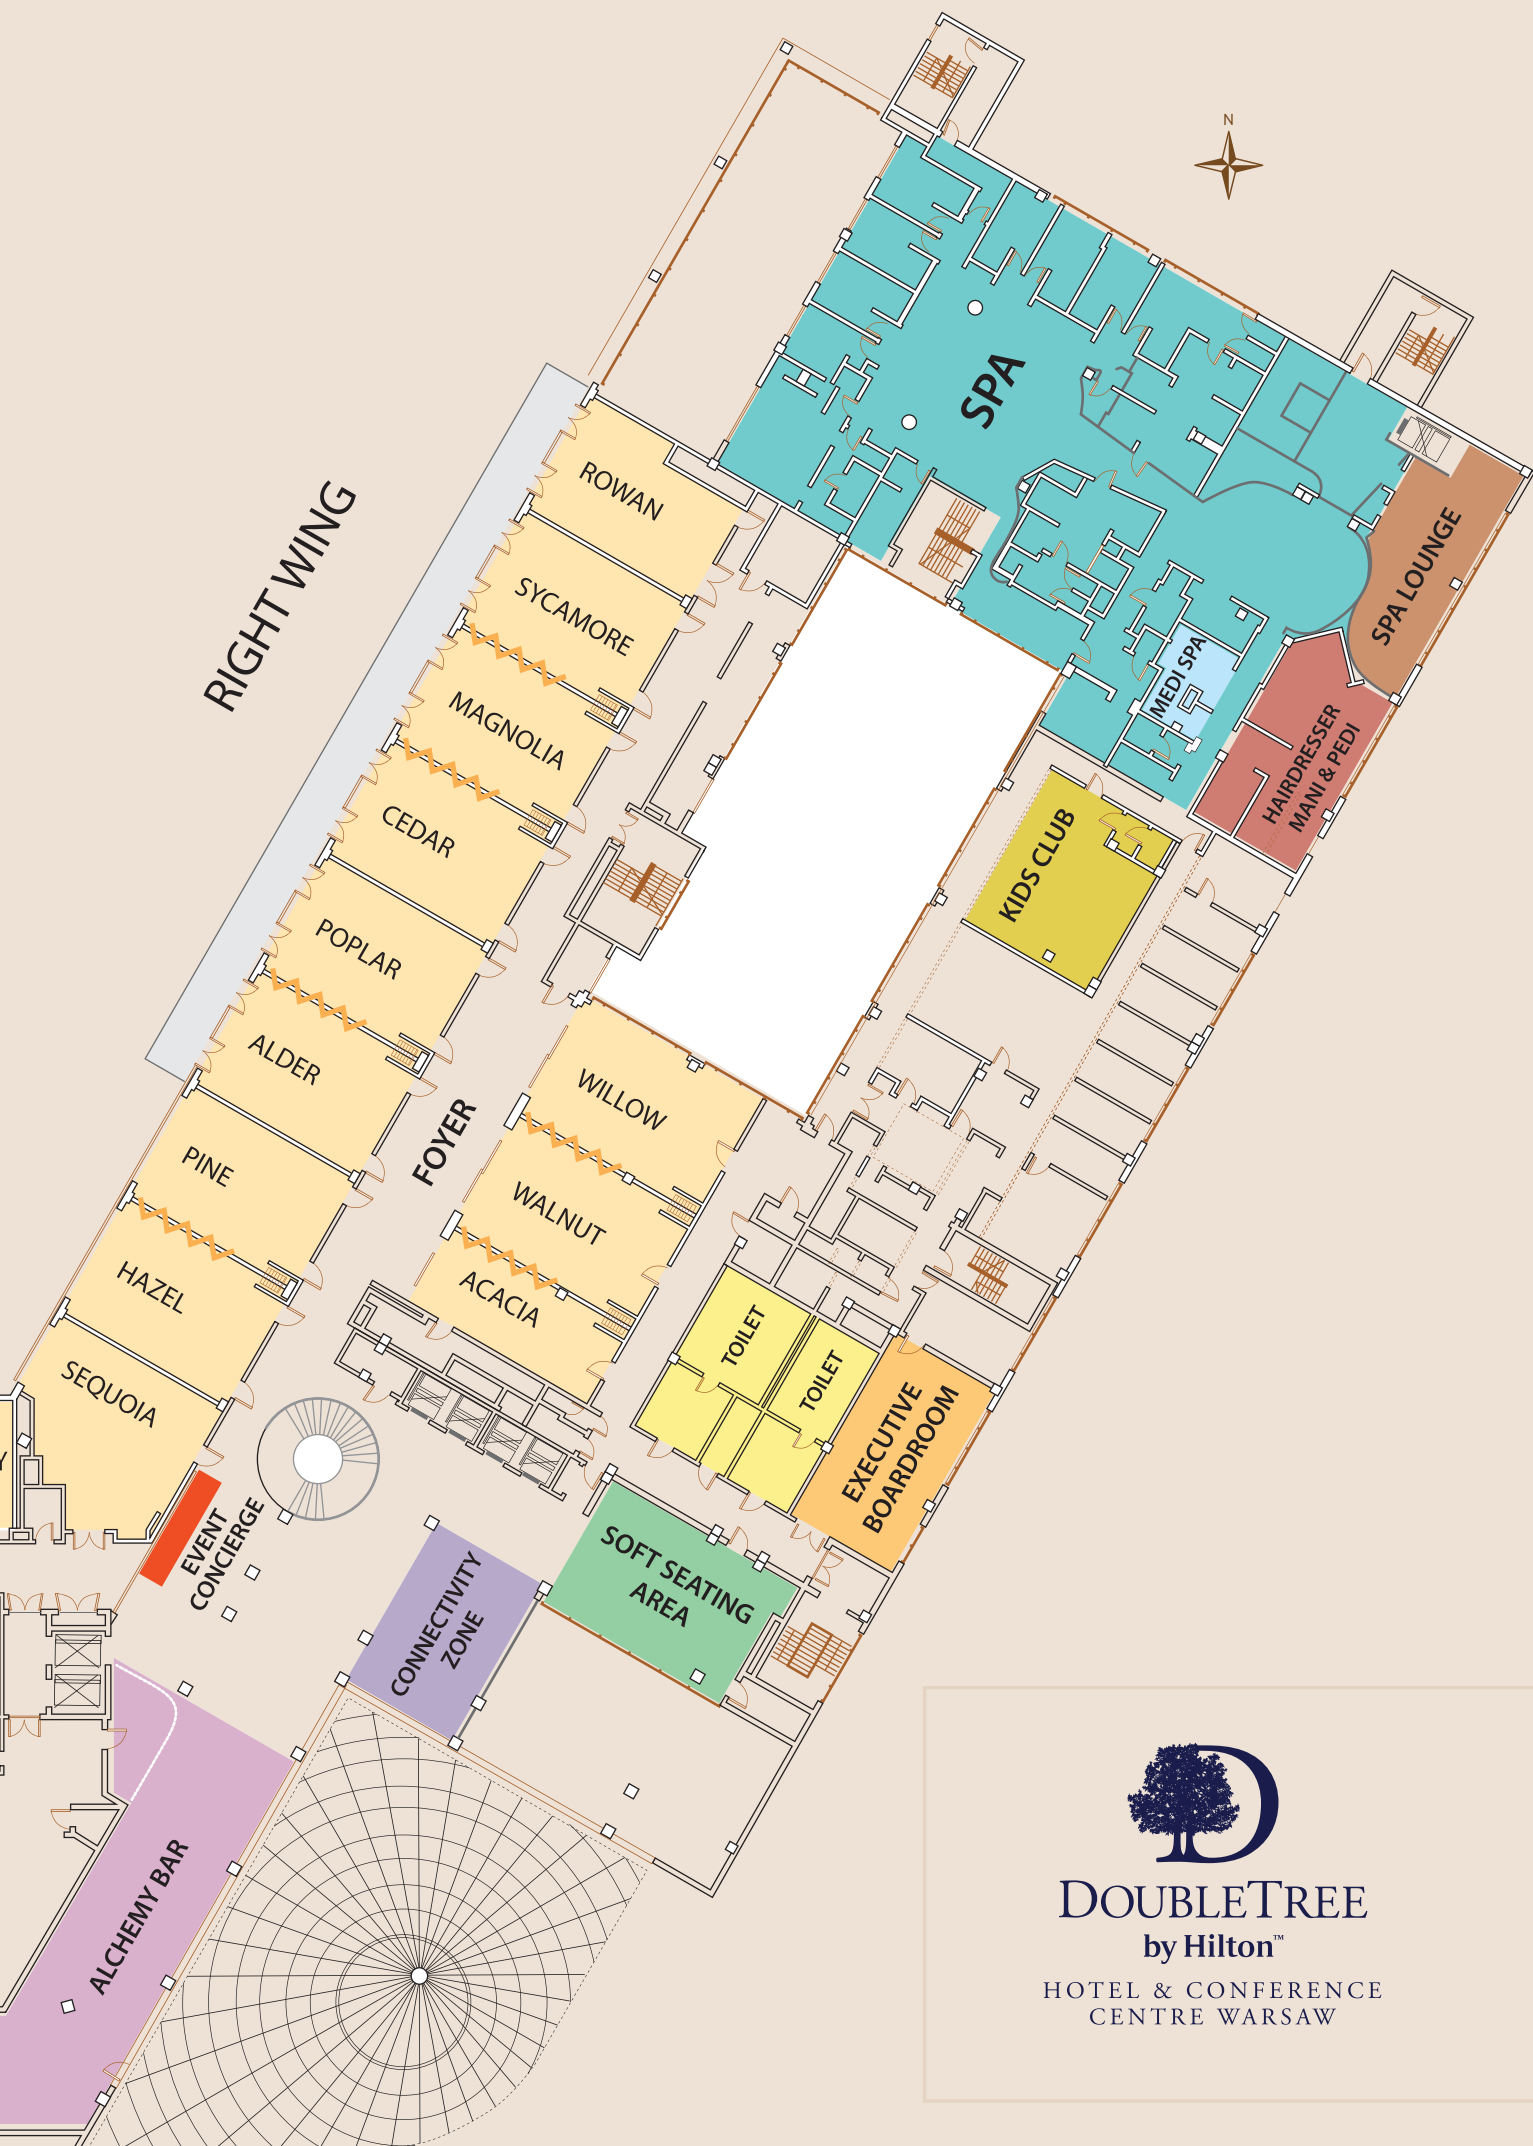 N
SPA
ROWAN
RIGHT WING
SPA LOUNGE
SYCAMORE
MEDI SPA
MAGNOLIA
HAIRDRESSER
MANI & PEDI
CEDAR
KIDS CLUB
POPLAR
ALDER
WILLOW
FOYER
PINE
WALNUT
HAZEL
ACACIA
TOILET
TOILET
SEQUOIA
EXECUTIVE
BOARDROOM
Y
EVENT
CONCIERGE
SOFT SEATING
AREA
CONNECTIVITY
ZONE
ALCHEMY BAR
D
DOUBLETREE
by Hilton™
HOTEL & CONFERENCE
CENTRE WARSAW